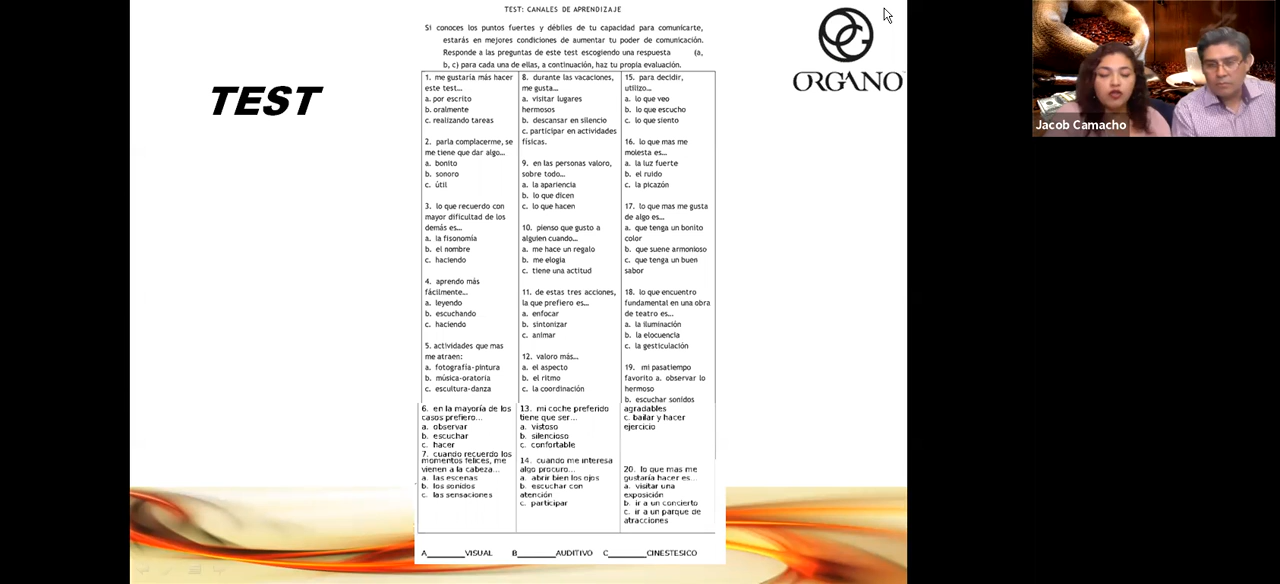 TEST: CANALES DE APRENDIZAJE
Si conoces los puntos fuertes y débiles de tu capacidad para comunicarte,
estarás en mejores condiciones de aumentar tu poder de comunicación.
Responde a las preguntas de este test escogiendo una respuesta (a,
b, c) para cada una de ellas, a continuación, haz tu propia evaluación.
TEST
ORGANO
Jacob Camacho
1. me gustaría más hacer
este test…
a. por escrito
b. oralmente
c. realizando tareas
2. parla complacerme, se
me tiene que dar algo…
a. bonito
b. sonoro
c. útil
3. lo que recuerdo con
mayor dificultad de los
demás es…
a. la fisonomía
b. el nombre
c. haciendo
4. aprendo más
fácilmente…
a. leyendo
b. escuchando
c. haciendo
5. actividades que mas
me atraen:
a. fotografía-pintura
b. música-oratoria
c. escultura-danza
6. en la mayoría de los
casos prefiero…
a. observar
b. escuchar
c. hacer
7. cuando recuerdo los
momentos felices, me
vienen a la cabeza…
a. las escenas
b. los sonidos
c. las sensaciones
8. durante las vacaciones,
me gusta…
a. visitar lugares
hermosos
b. descansar en silencio
c. participar en actividades
físicas.
9. en las personas valoro,
sobre todo…
a. la apariencia
b. lo que dicen
c. lo que hacen
10. pienso que gusto a
alguien cuando…
a. me hace un regalo
b. me elogia
c. tiene una actitud
11. de estas tres acciones,
la que prefiero es…
a. enfocar
b. sintonizar
c. animar
12. valoro más…
a. el aspecto
b. el ritmo
c. la coordinación
13. mi coche preferido
tiene que ser…
a. vistoso
b. silencioso
c. confortable
14. cuando me interesa
algo procuro…
a. abrir bien los ojos
b. escuchar con
atención
c. participar
15. para decidir,
utilizo…
a. lo que veo
b. lo que escucho
c. lo que siento
16. lo que mas me
molesta es…
a. la luz fuerte
b. el ruido
c. la picazón
17. lo que mas me gusta
de algo es…
a. que tenga un bonito
color
b. que suene armonioso
c. que tenga un buen
sabor
18. lo que encuentro
fundamental en una obra
de teatro es…
a. la iluminación
b. la elocuencia
c. la gesticulación
19. mi pasatiempo
favorito a. observar lo
hermoso
b. escuchar sonidos
agradables
c. bailar y hacer
ejercicio
20. lo que mas me
gustaría hacer es…
a. visitar una
exposición
b. ir a un concierto
c. ir a un parque de
atracciones
A________VISUAL B________AUDITIVO C________CINESTESICO